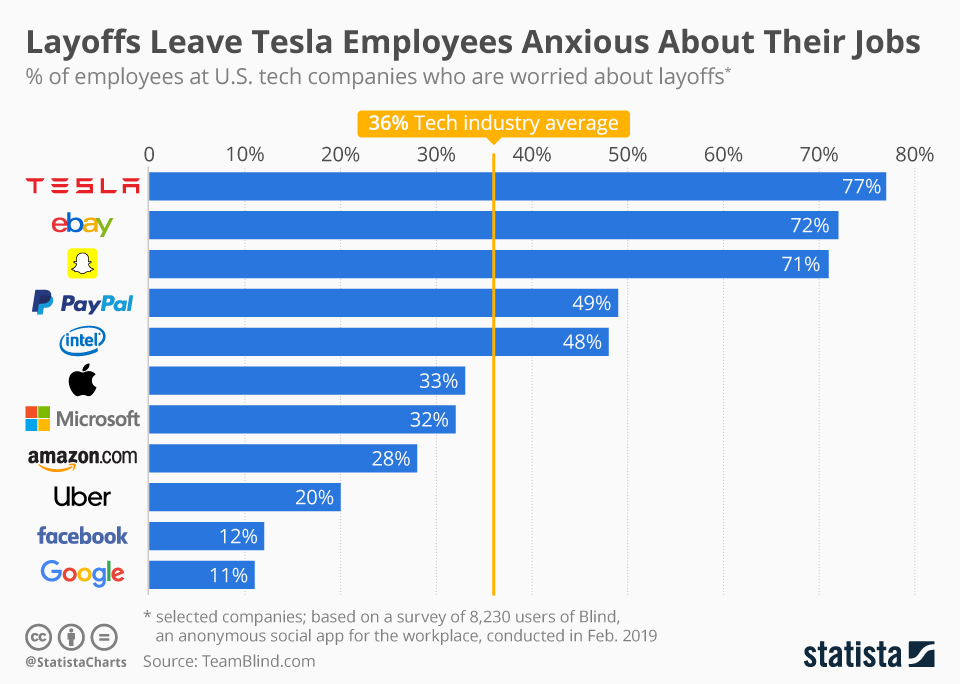 Layoffs Leave Tesla Employees Anxious About Their Jobs
% of employees at U.S. tech companies who are worried about layoffs*
36% Tech industry average
0 10% 20% 30% 40% 50% 60% 70% 80%
TESLA 77%
ebay 72%
71%
PayPal 49%
intel 48%
33%
Microsoft 32%
amazon.com 28%
Uber 20%
facebook 12%
Google 11%
* selected companies; based on a survey of 8,230 users of Blind,
an anonymous social app for the workplace, conducted in Feb. 2019
cc =
@StatistaCharts Source: TeamBlind.com
statista